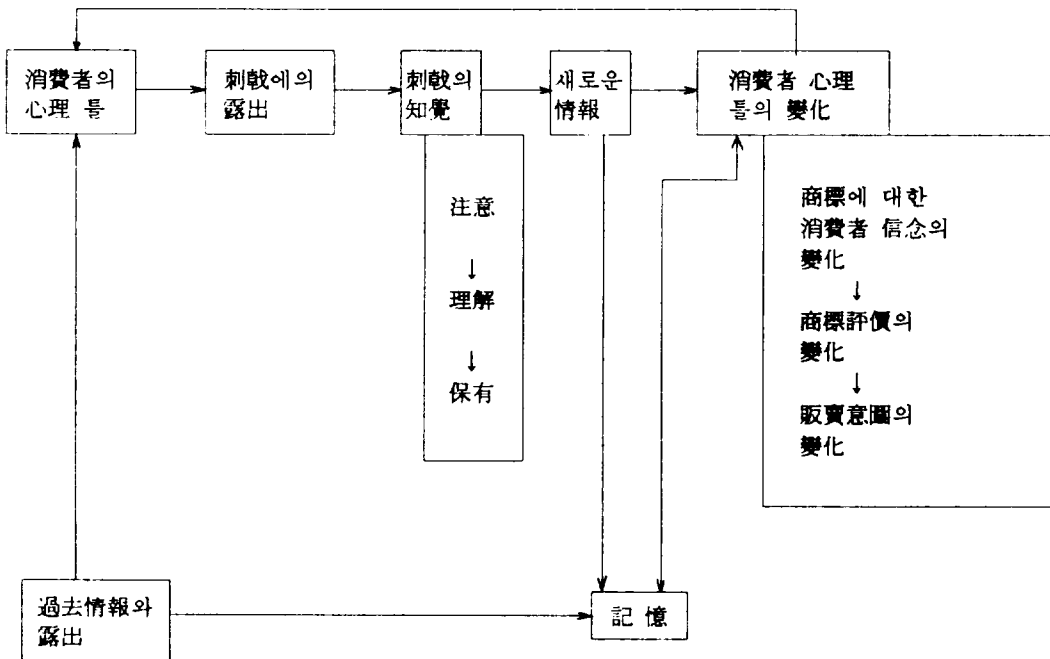 消費者의
心理 틀
刺戟에의
露出
刺戟의
知覺
새로운
情報
消費者 心理
틀의 變化
注意
↓
理解
↓
保有
商標에 대한
消費者 信念의
變化
↓
商標評價의
變化
↓
販賣意圖의
變化
過去情報와
露出
記憶